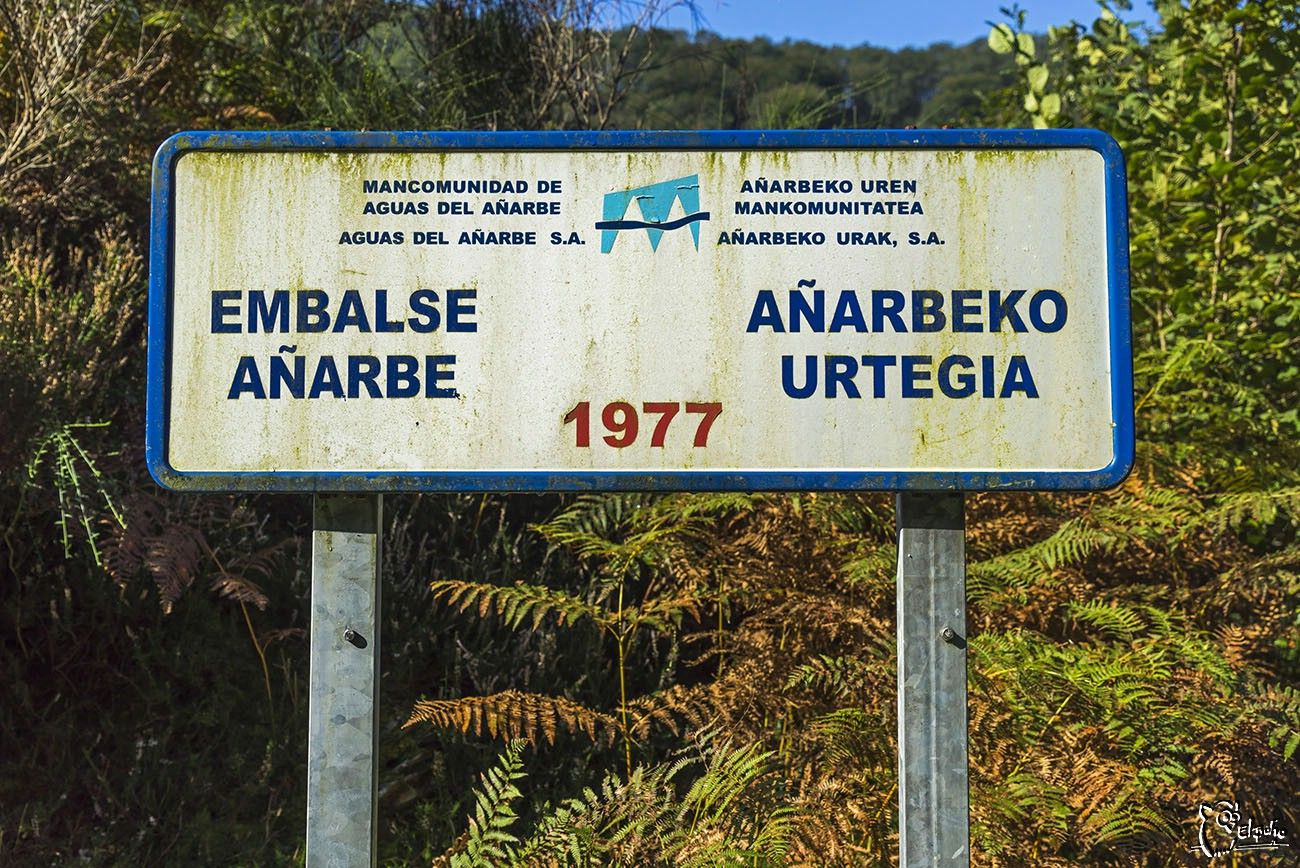 MANCOMUNIDAD DE
AGUAS DEL AÑARBE
AGUAS DEL AÑARBE S.A.
AÑARBEKO UREN
MANKOMUNITATEA
AÑARBEKO URAK, S.A.
EMBALSE
AÑARBE
AÑARBEKO
URTEGIA
1977